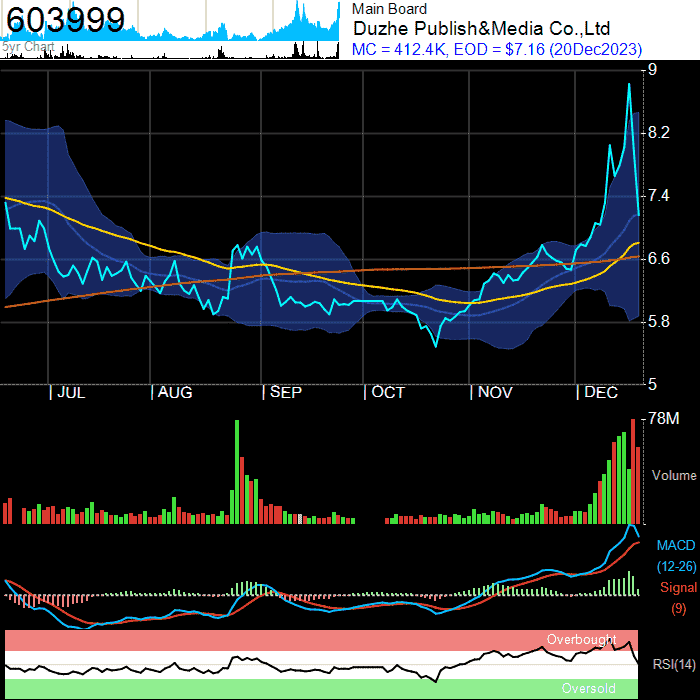 603999
5yr Chart
Main Board
Duzhe Publish&Media Co.,Ltd
MC = 412.4K, EOD = $7.16 (20Dec2023)
9
8.2
7.4
6.6
5.8
5
| JUL | AUG | SEP | OCT | NOV | DEC
78M
Volume
MACD
(12-26)
Signal
(9)
Overbought
RSI(14)
Oversold